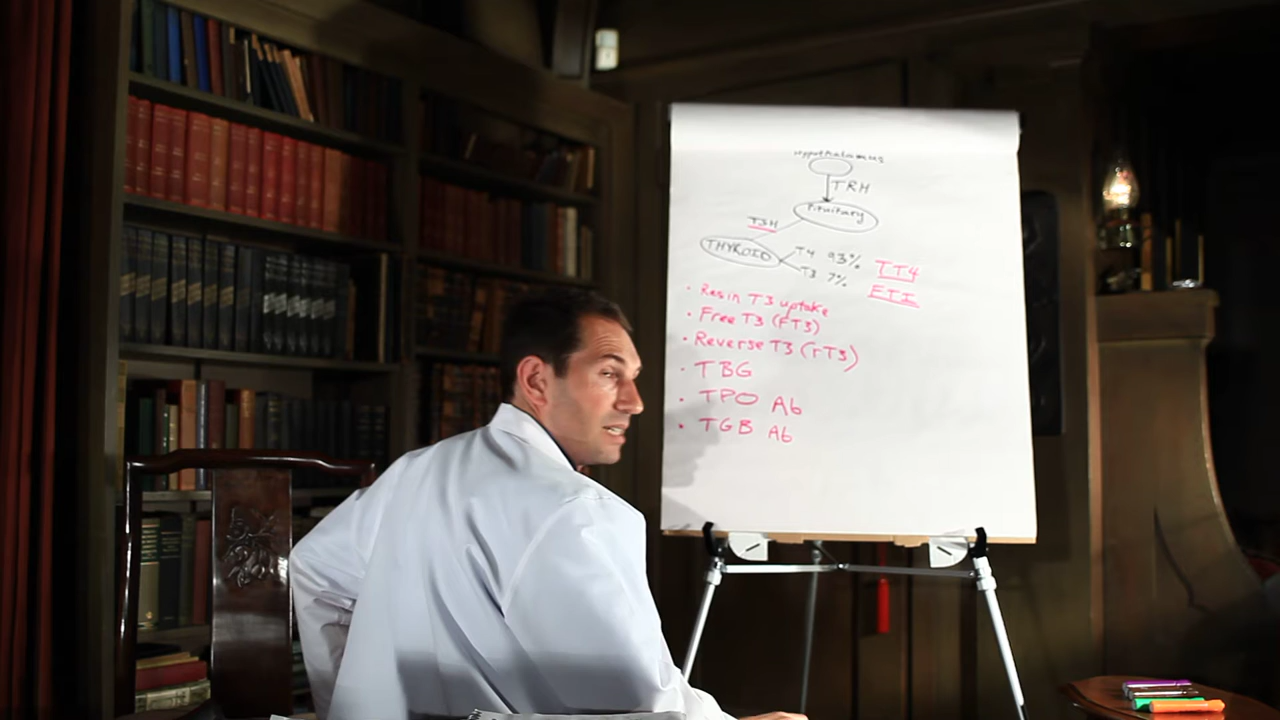 Hypothalamus
TRH
Pituitary
TSH
THYROID
T4 93%
T3 7%
TT4
FTI
• Resin T3 uptake
• Free T3 (FT3)
• Reverse T3 (rT3)
• TBG
• TPO Ab
• TGB Ab